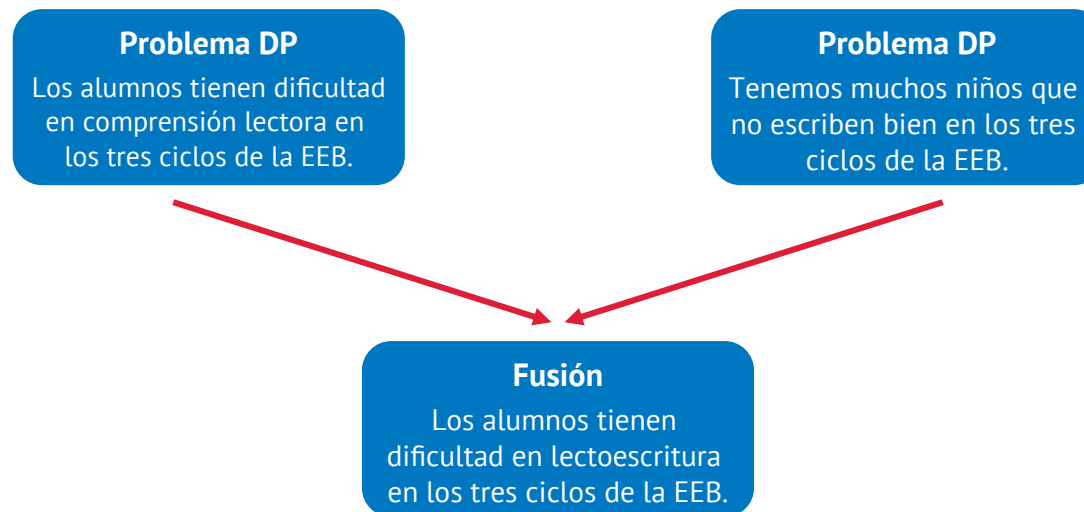 Problema DP
Los alumnos tienen dificultad
en comprensión lectora en
los tres ciclos de la EEB.
Problema DP
Tenemos muchos niños que
no escriben bien en los tres
ciclos de la EEB.
Fusión
Los alumnos tienen
dificultad en lectoescritura
en los tres ciclos de la EEB.